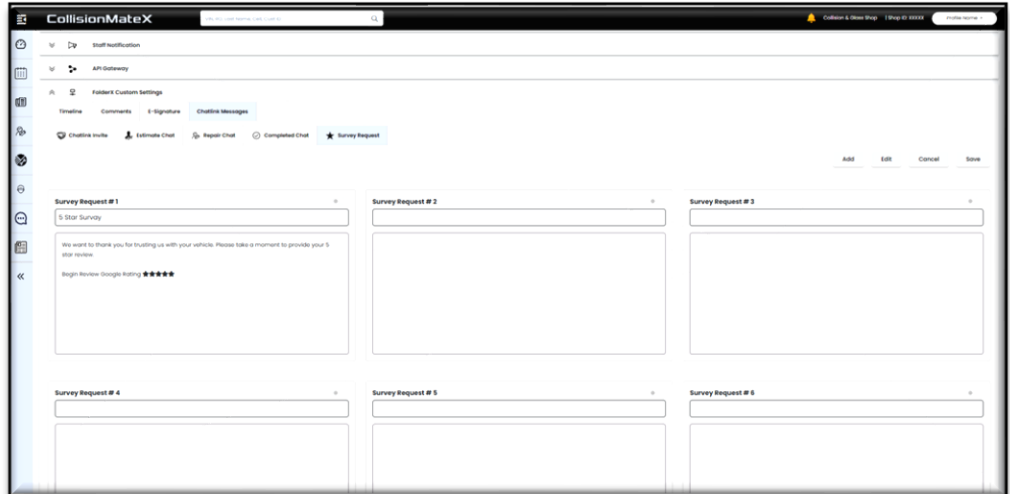 CollisionMateX
Collision & Glass Shop | Shop ID: XXXXX Profile Name
Staff Notification
API Gateway
FolderX Custom Settings
Timeline Comments E-Signature Chatlink Messages
Chatlink Invite Estimate Chat Repair Chat Completed Chat Survey Request
Add Edit Cancel Save
Survey Request # 1 Survey Request # 2 Survey Request # 3
5 Star Survay
We want to thank you for trusting us with your vehicle. Please take a moment to provide your 5
star review.
Begin Review Google Rating ★★★★★
Survey Request # 4 Survey Request # 5 Survey Request # 6